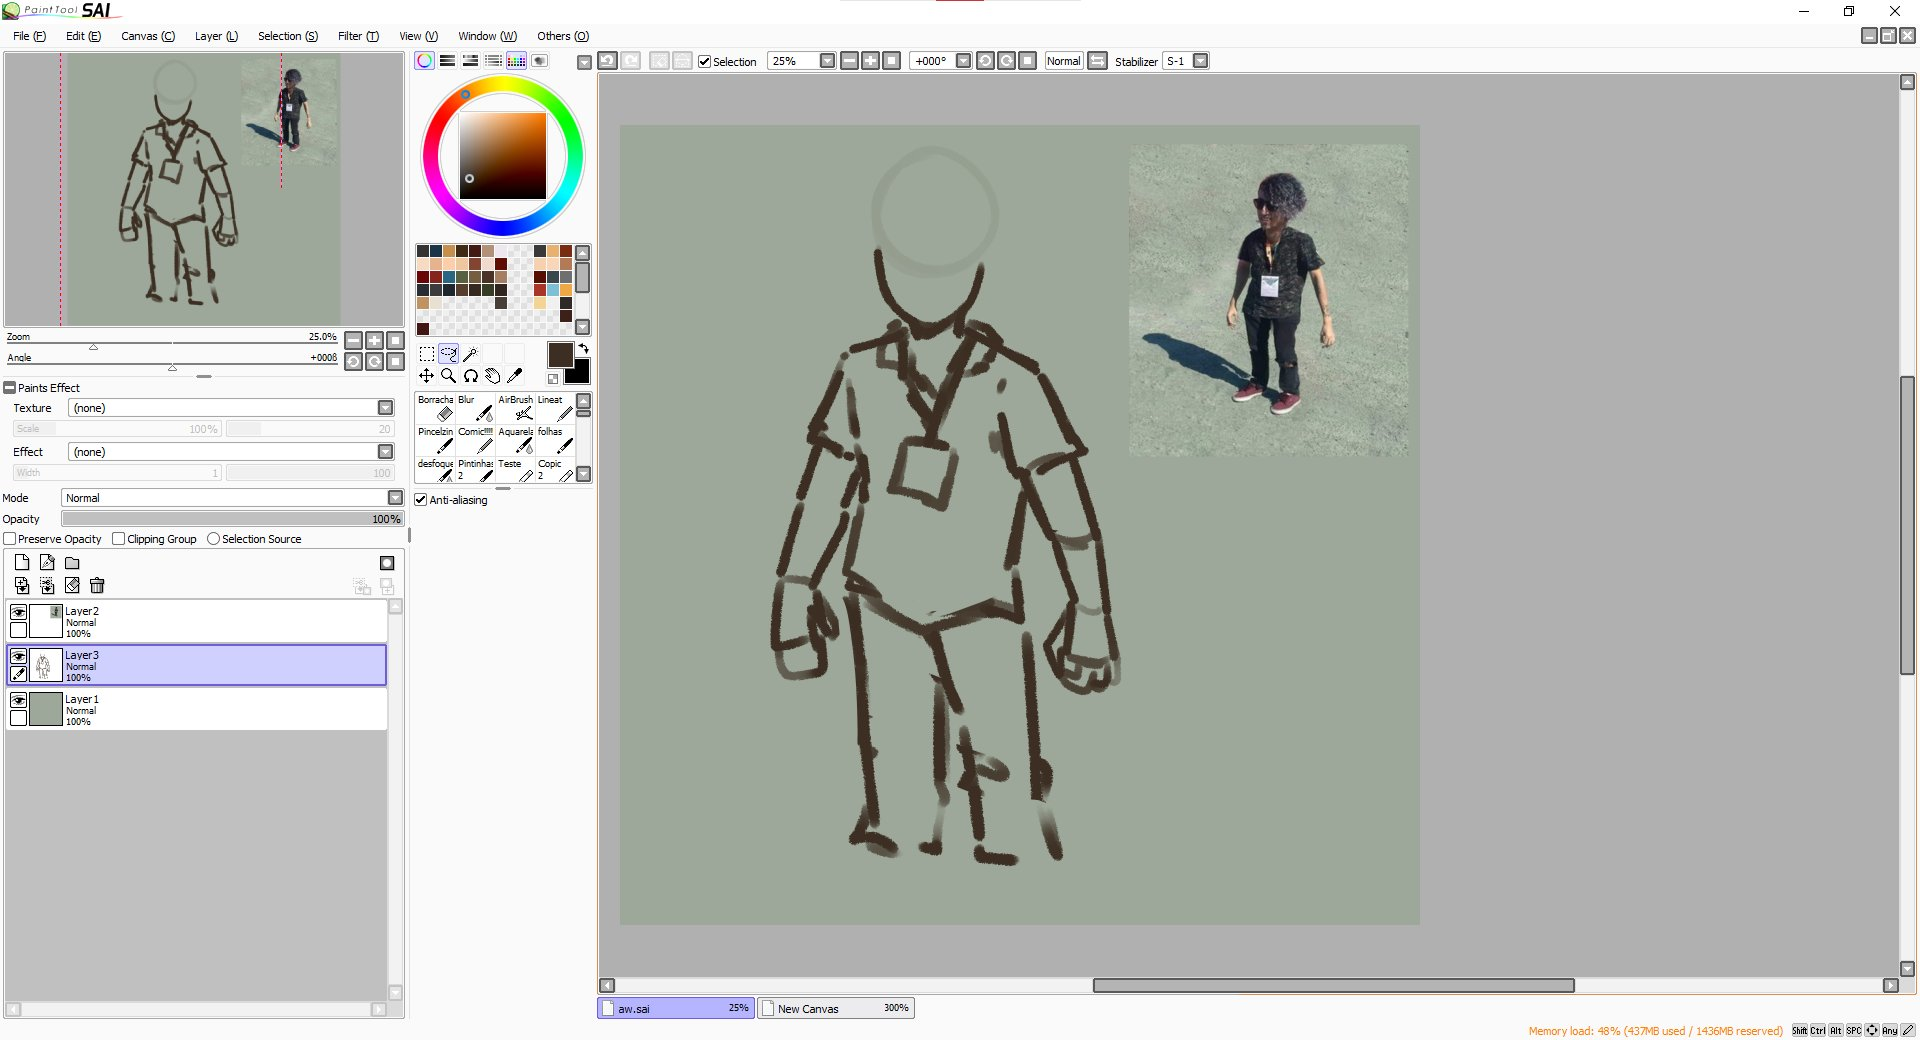 PaintTool SAI
File (F) Edit (E) Canvas (C) Layer (L) Selection (S) Filter (T) View (V) Window (W) Others (O)
Selection 25% +000° Normal Stabilizer S-1
Zoom 25.0%
Angle +000ß
Paints Effect
Texture (none)
Scale 100% 20
Effect (none)
Width 1 100
Mode Normal
Opacity 100%
Preserve Opacity Clipping Group Selection Source
Layer2
Normal
100%
Layer3
Normal
100%
Layer1
Normal
100%
Borracha Blur AirBrush Lineat
Pincelzin Comic!!!! Aquarela folhas
desfoque Pintinhas Teste Copic
2 2
Anti-aliasing
aw.sai 25% New Canvas 300%
Memory load: 48% (437MB used / 1436MB reserved) Shift Ctrl Alt SPC Any